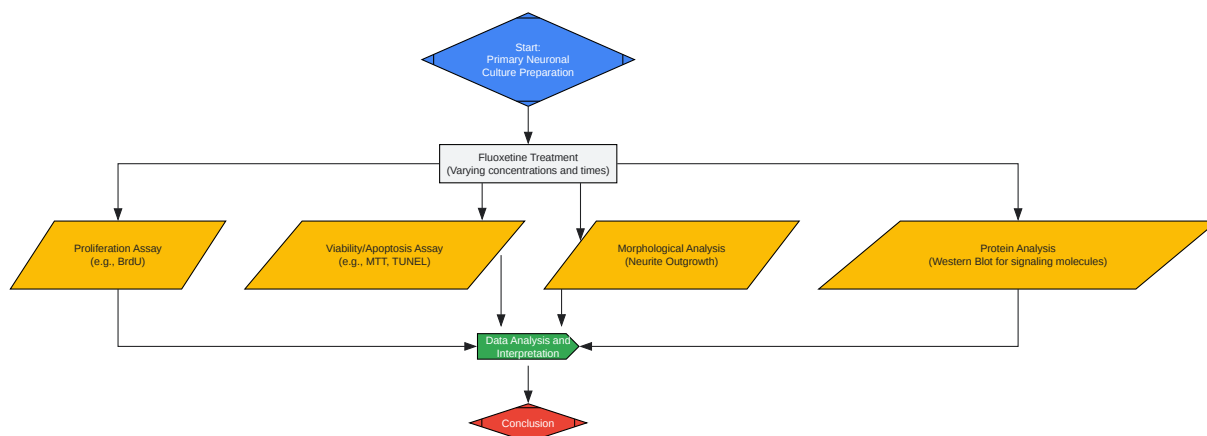 Start:
Primary Neuronal
Culture Preparation
Fluoxetine Treatment
(Varying concentrations and times)
Proliferation Assay
(e.g., BrdU)
Viability/Apoptosis Assay
(e.g., MTT, TUNEL)
Morphological Analysis
(Neurite Outgrowth)
Protein Analysis
(Western Blot for signaling molecules)
Data Analysis and
Interpretation
Conclusion